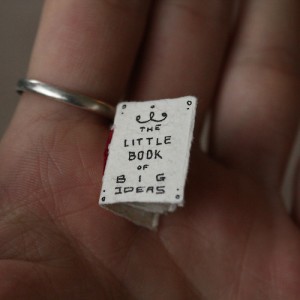 THE
LITTLE
BOOK
OF
BIG
IDEAS